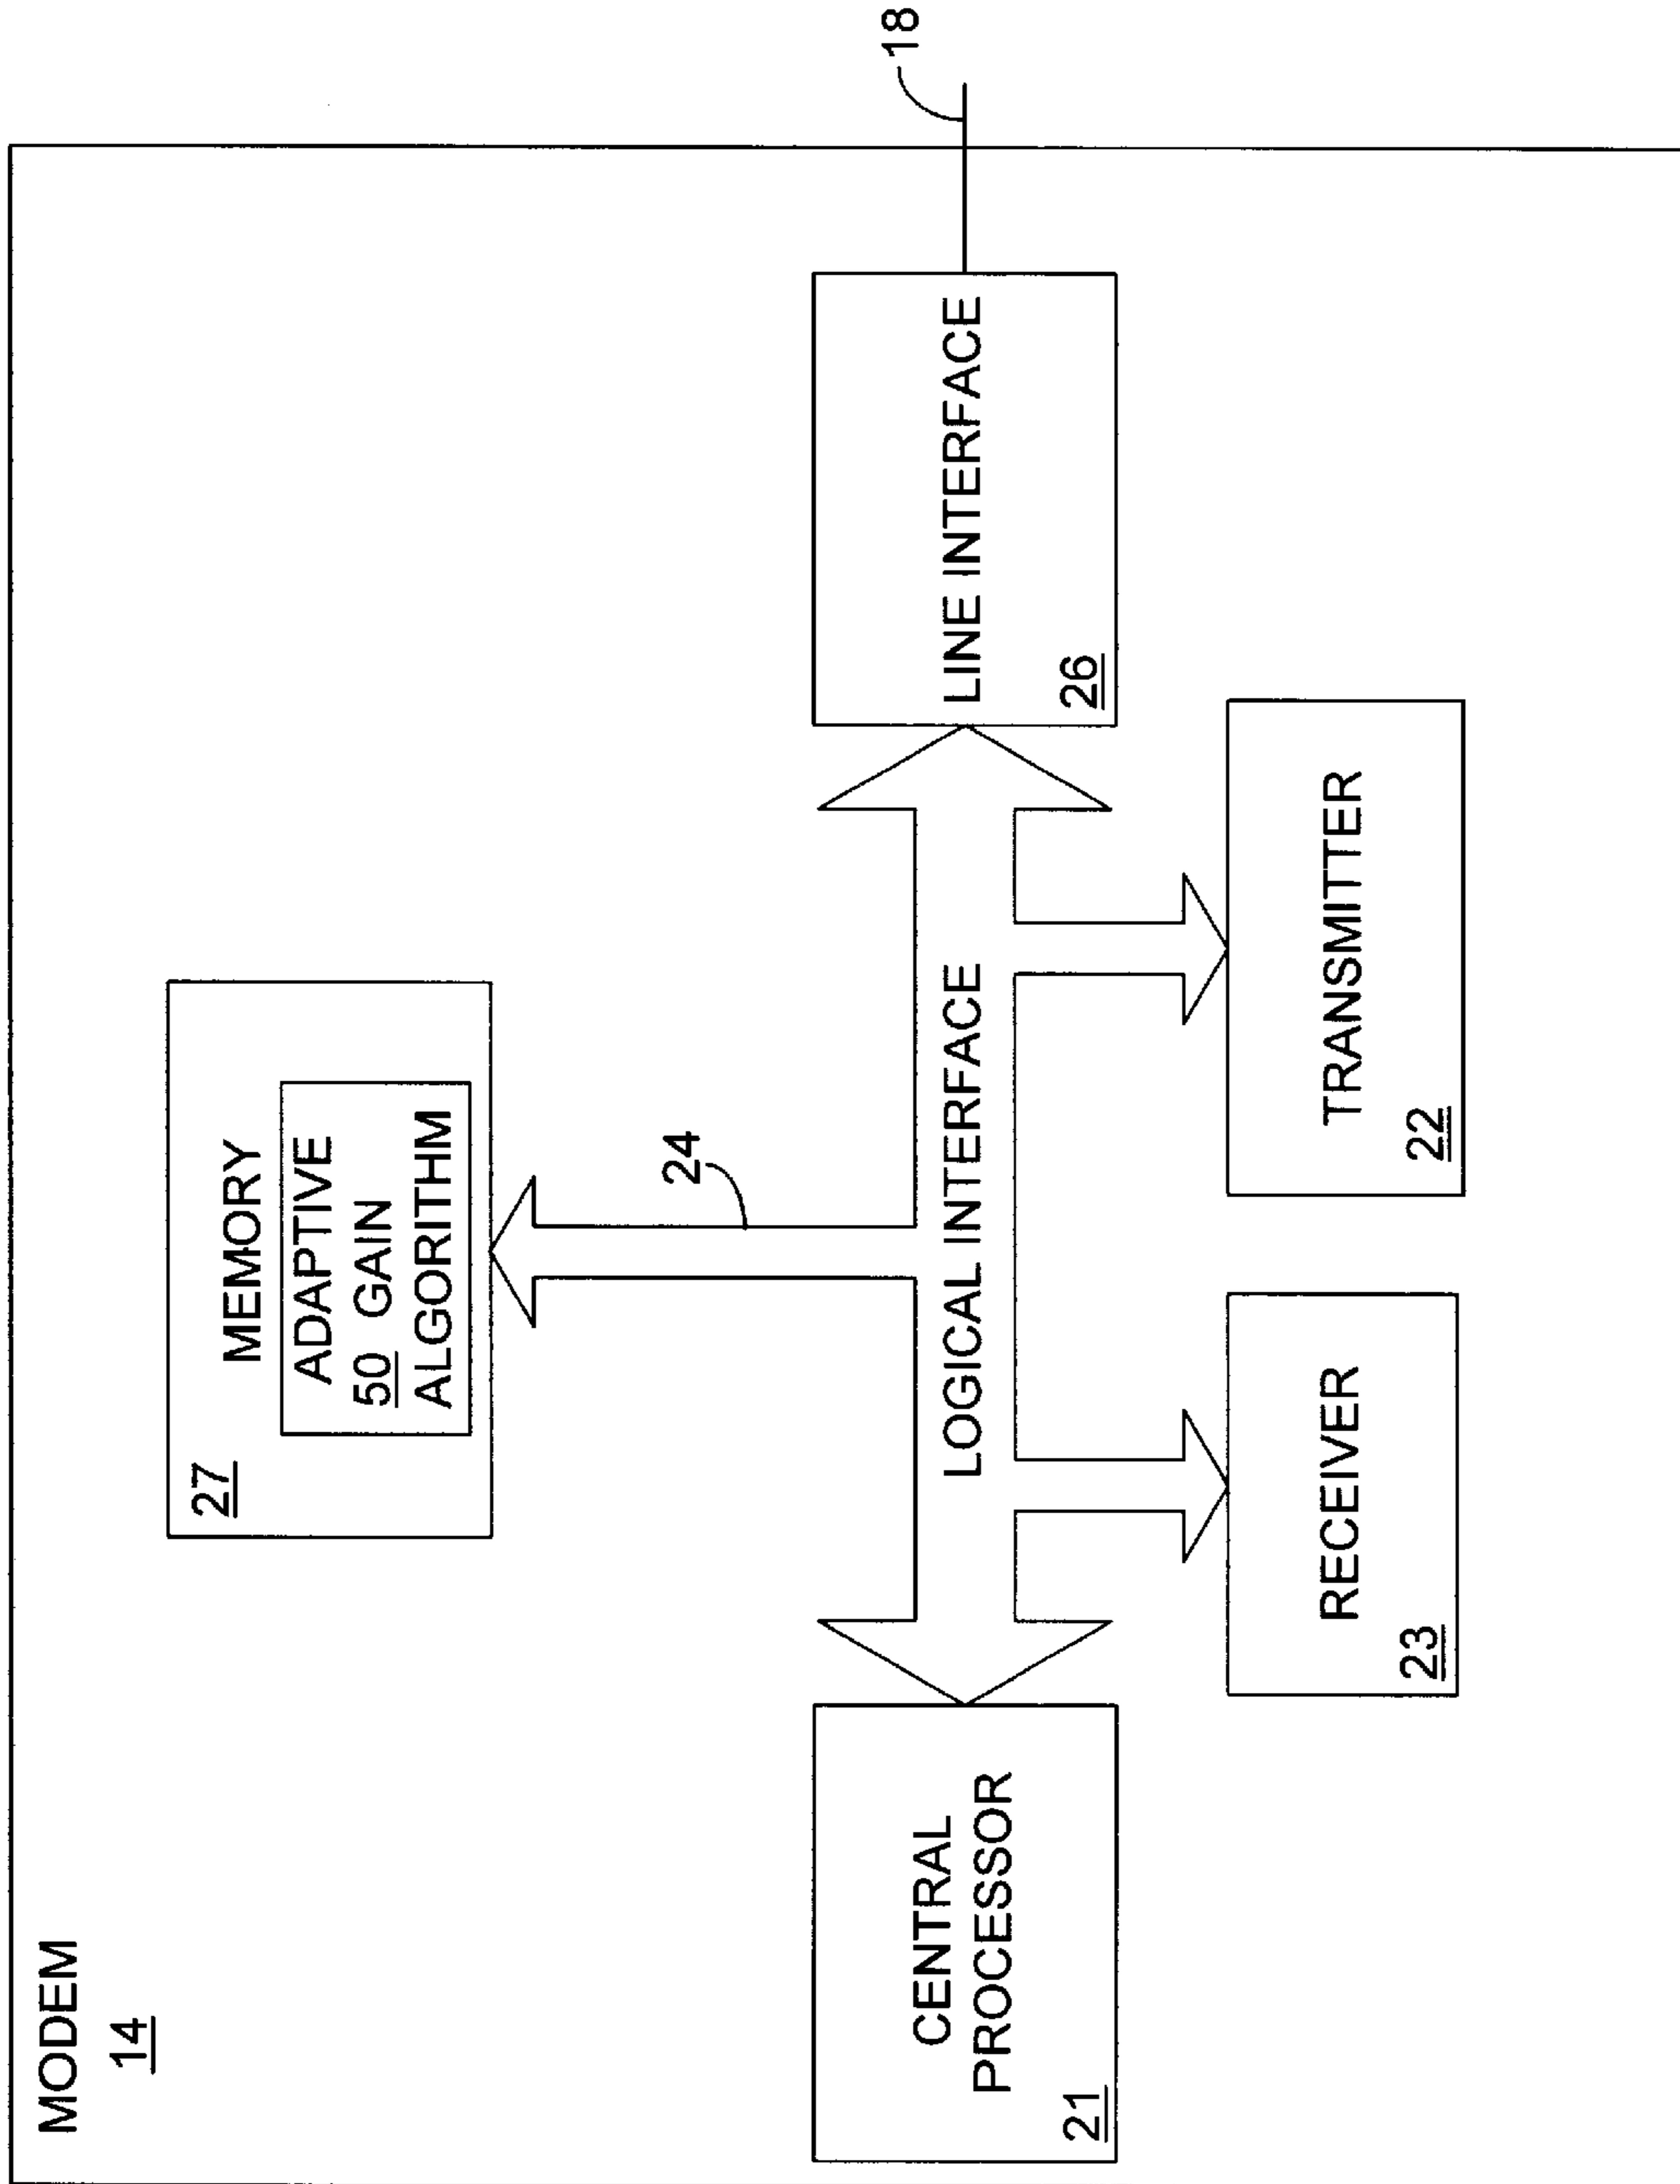 MODEM
14
27
MEMORY
ADAPTIVE
50 GAIN
ALGORITHM
24
18
CENTRAL
PROCESSOR
21
LOGICAL INTERFACE
LINE INTERFACE
26
RECEIVER
23
TRANSMITTER
22